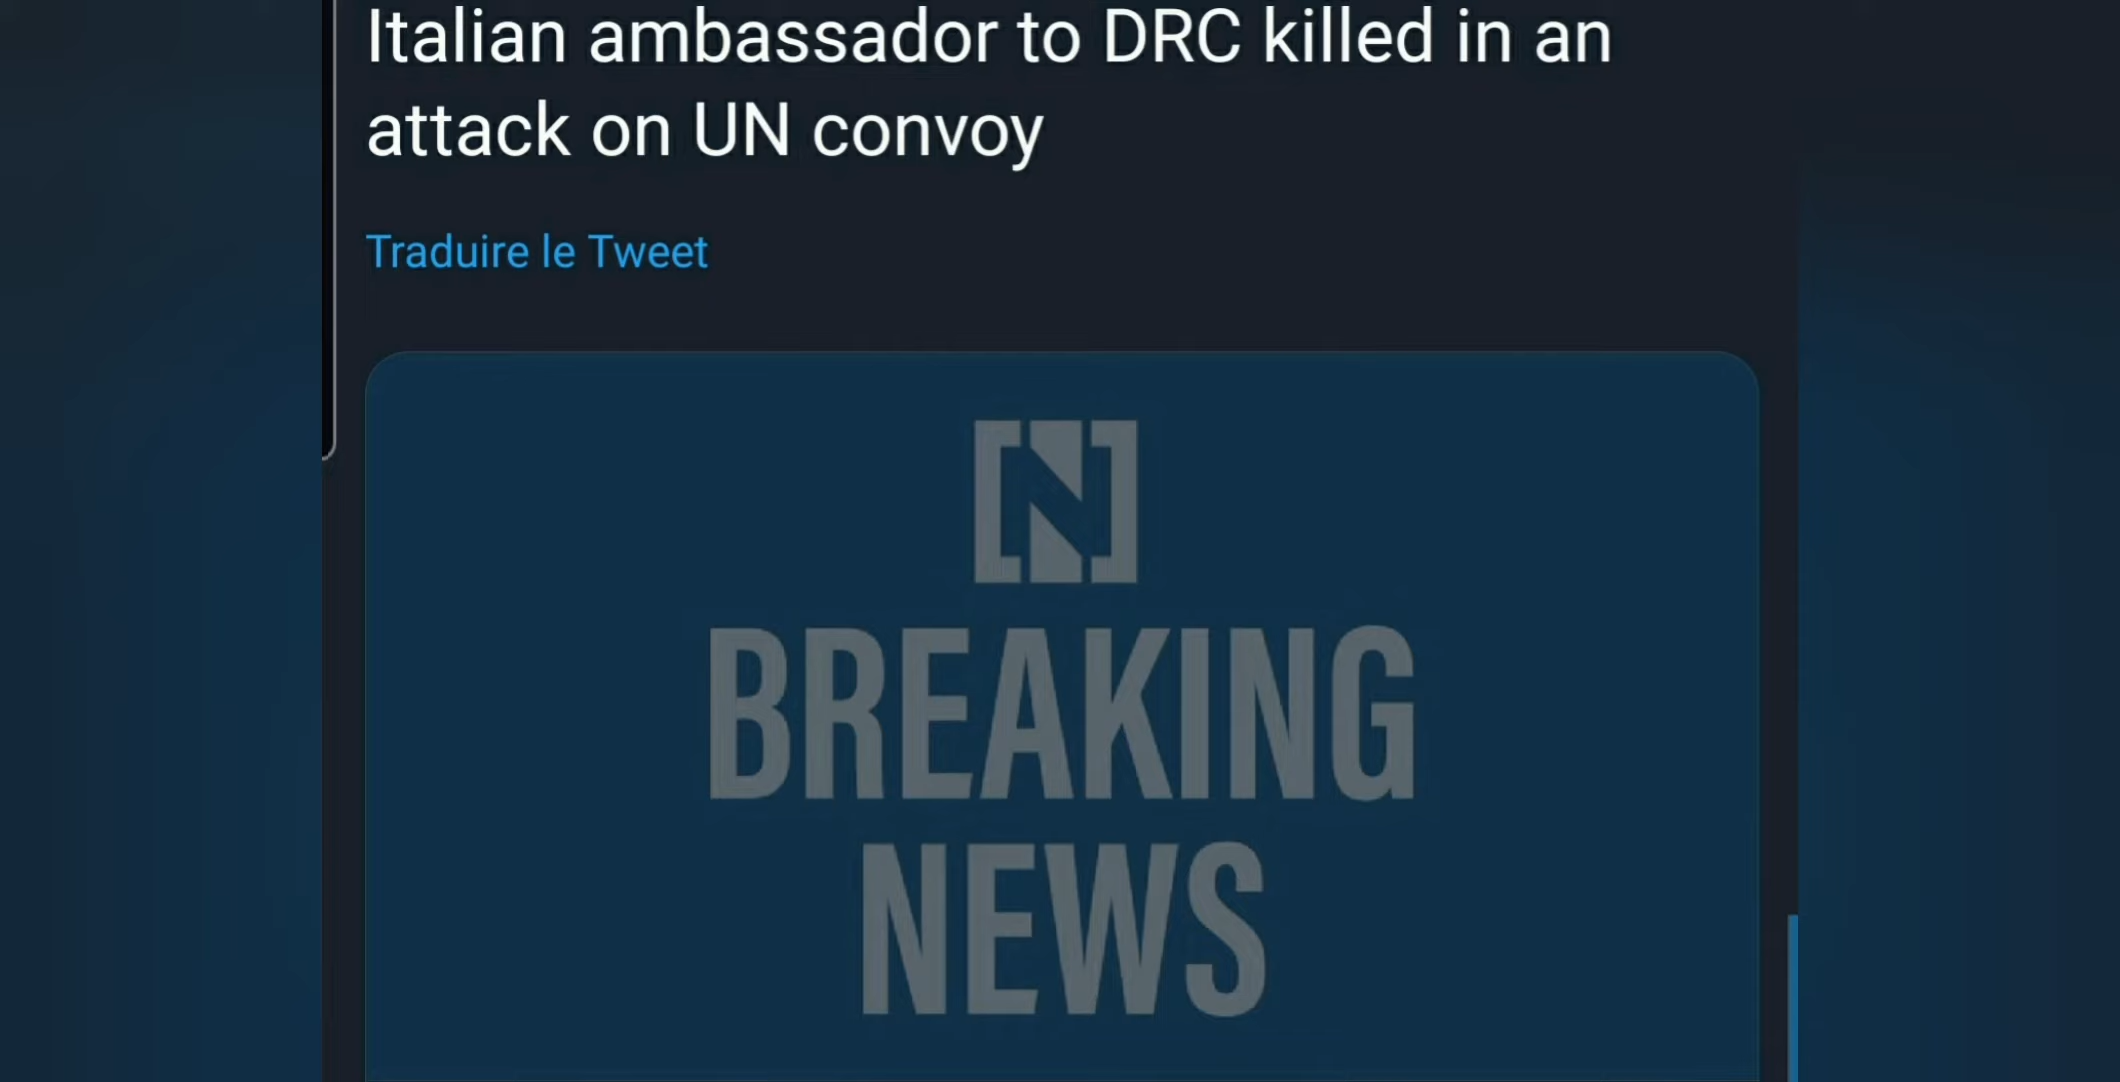 Italian ambassador to DRC killed in an
attack on UN convoy
Traduire le Tweet
[N]
BREAKING
NEWS